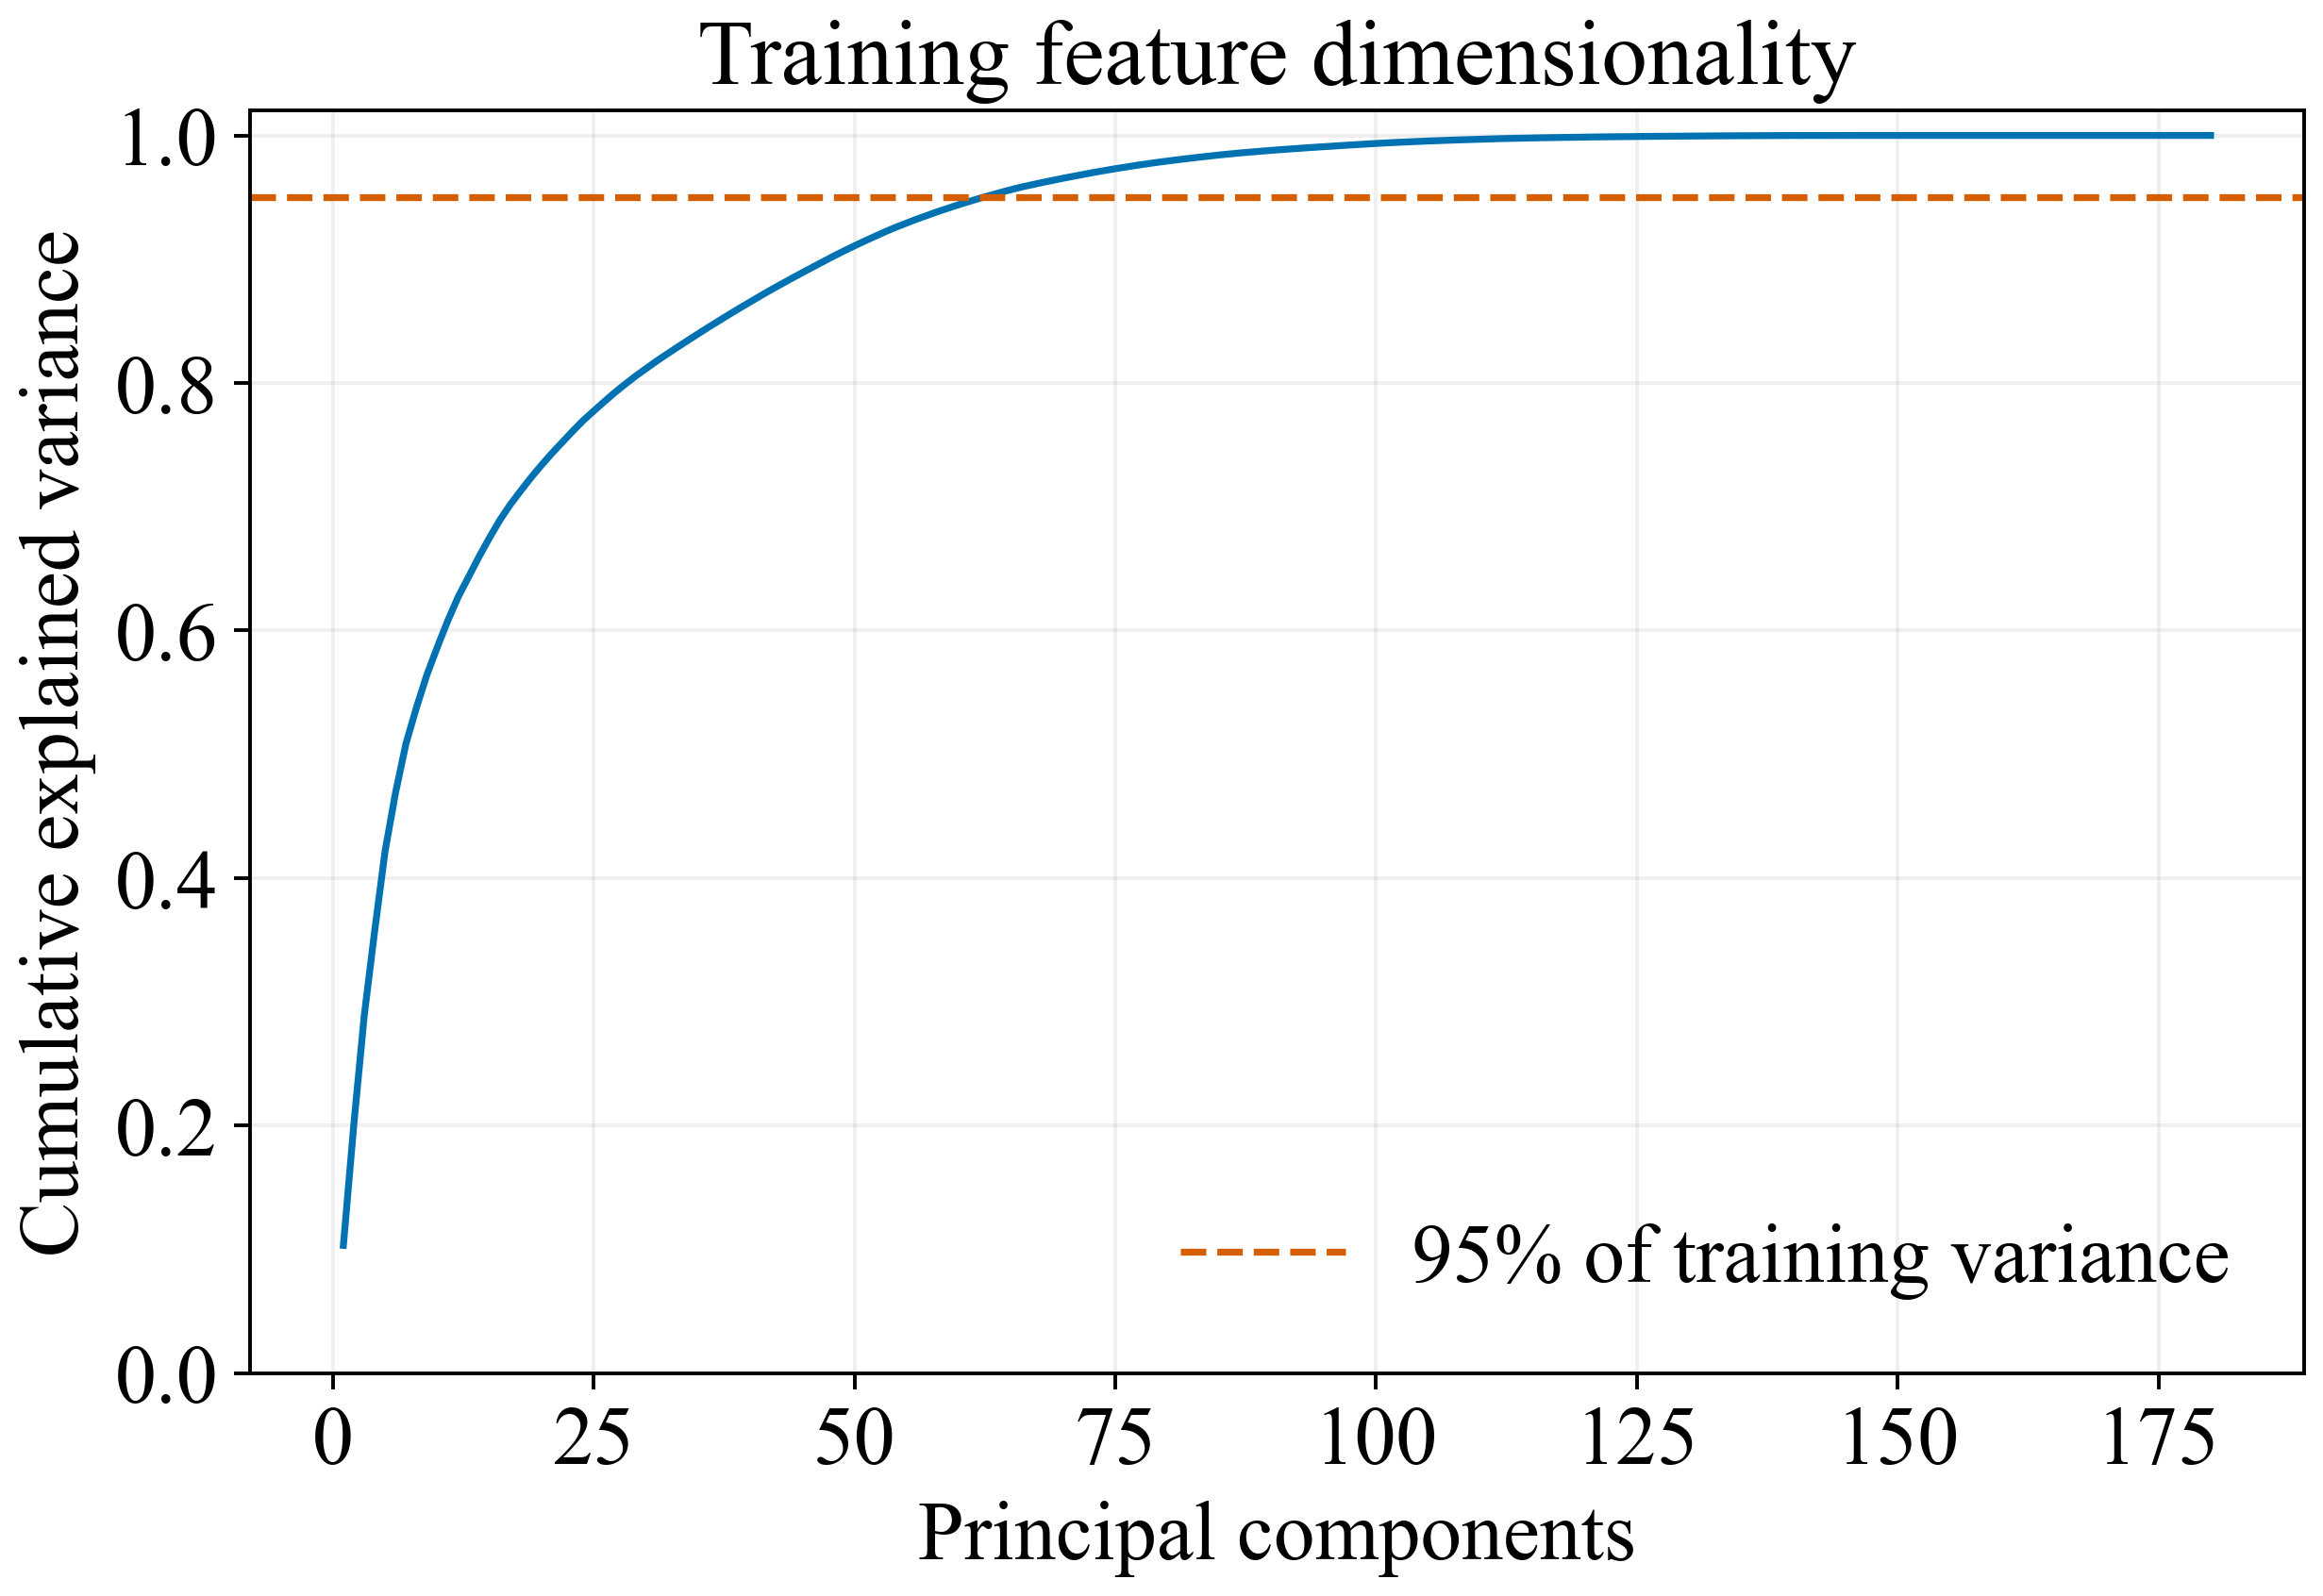 Training feature dimensionality
Cumulative explained variance
1.0
0.8
0.6
0.4
0.2
0.0
95% of training variance
0 25 50 75 100 125 150 175
Principal components